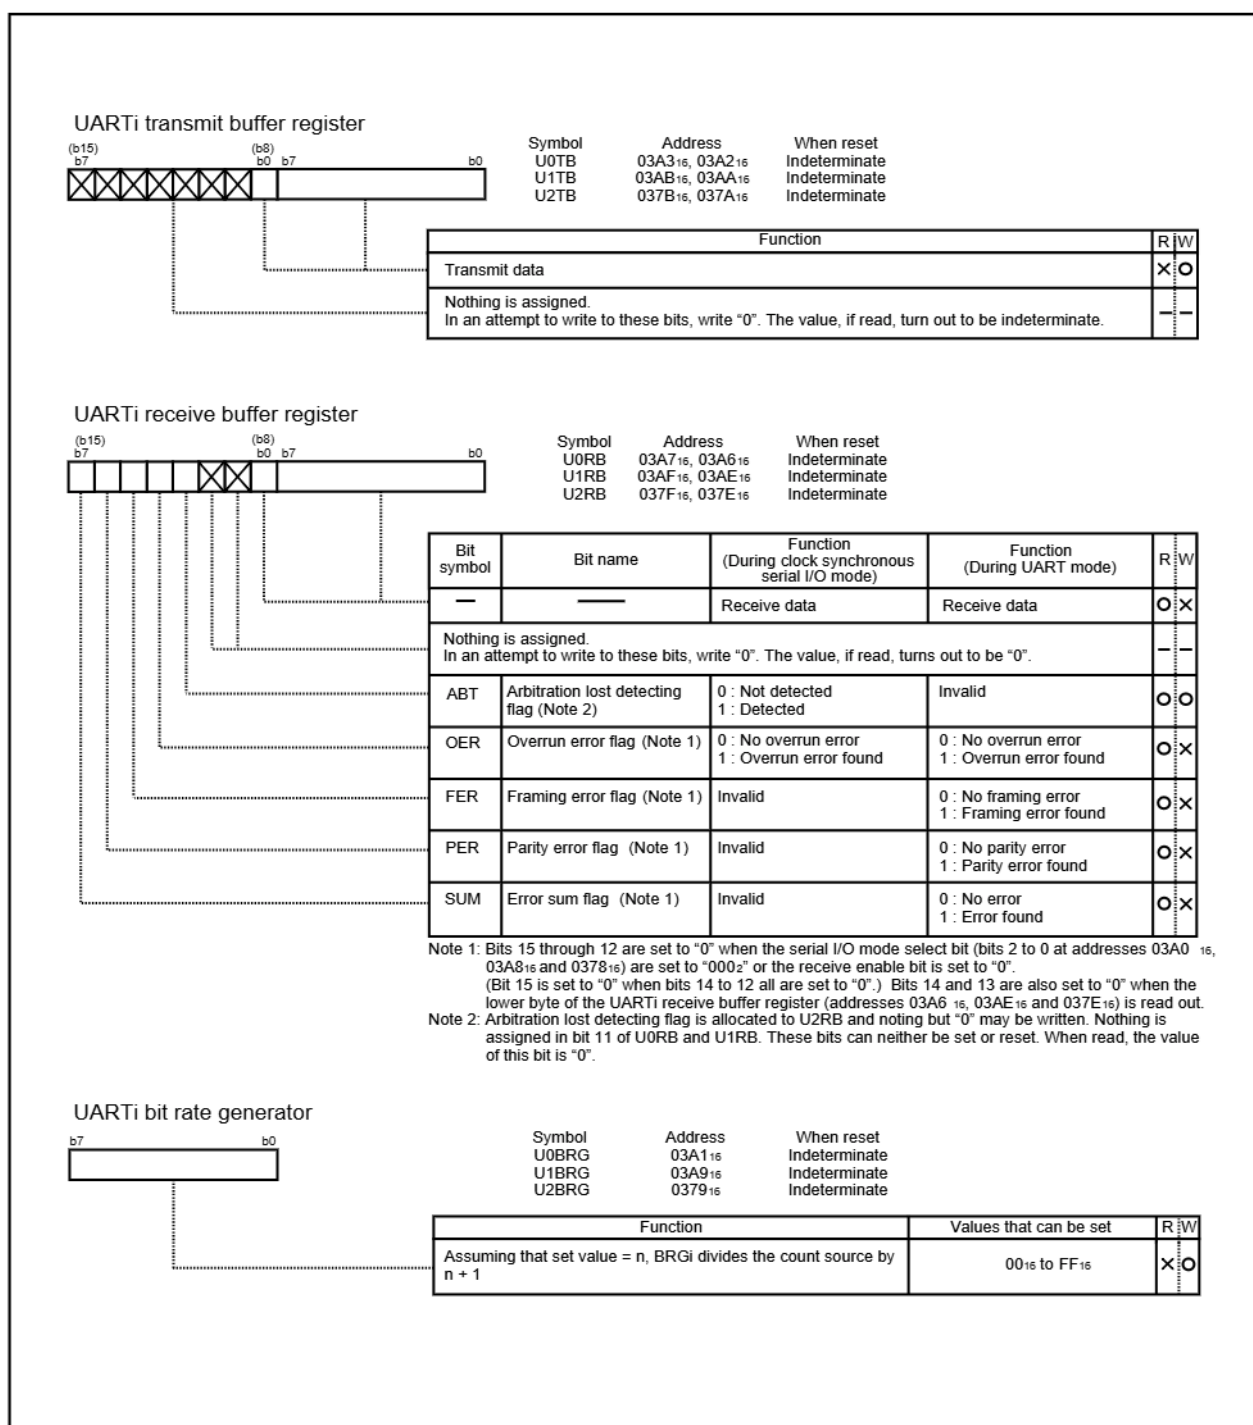 UARTi transmit buffer register
(b15) (b8)
b7 b0 b7 b0
Symbol Address When reset
U0TB 03A3₁₆, 03A2₁₆ Indeterminate
U1TB 03AB₁₆, 03AA₁₆ Indeterminate
U2TB 037B₁₆, 037A₁₆ Indeterminate
Function R W
Transmit data X O
Nothing is assigned.
In an attempt to write to these bits, write “0”. The value, if read, turn out to be indeterminate. – –
UARTi receive buffer register
(b15) (b8)
b7 b0 b7 b0
Symbol Address When reset
U0RB 03A7₁₆, 03A6₁₆ Indeterminate
U1RB 03AF₁₆, 03AE₁₆ Indeterminate
U2RB 037F₁₆, 037E₁₆ Indeterminate
Bit symbol Bit name Function (During clock synchronous serial I/O mode) Function (During UART mode) R W
— — Receive data Receive data O X
Nothing is assigned.
In an attempt to write to these bits, write “0”. The value, if read, turns out to be “0”. – –
ABT Arbitration lost detecting flag (Note 2) 0 : Not detected 1 : Detected Invalid O O
OER Overrun error flag (Note 1) 0 : No overrun error 1 : Overrun error found 0 : No overrun error 1 : Overrun error found O X
FER Framing error flag (Note 1) Invalid 0 : No framing error 1 : Framing error found O X
PER Parity error flag (Note 1) Invalid 0 : No parity error 1 : Parity error found O X
SUM Error sum flag (Note 1) Invalid 0 : No error 1 : Error found O X
Note 1: Bits 15 through 12 are set to “0” when the serial I/O mode select bit (bits 2 to 0 at addresses 03A0 ₁₆,
03A8₁₆ and 0378₁₆) are set to “000₂” or the receive enable bit is set to “0”.
(Bit 15 is set to “0” when bits 14 to 12 all are set to “0”.) Bits 14 and 13 are also set to “0” when the
lower byte of the UARTi receive buffer register (addresses 03A6 ₁₆, 03AE₁₆ and 037E₁₆) is read out.
Note 2: Arbitration lost detecting flag is allocated to U2RB and noting but “0” may be written. Nothing is
assigned in bit 11 of U0RB and U1RB. These bits can neither be set or reset. When read, the value
of this bit is “0”.
UARTi bit rate generator
b7 b0
Symbol Address When reset
U0BRG 03A1₁₆ Indeterminate
U1BRG 03A9₁₆ Indeterminate
U2BRG 0379₁₆ Indeterminate
Function Values that can be set R W
Assuming that set value = n, BRGi divides the count source by n + 1 00₁₆ to FF₁₆ X O